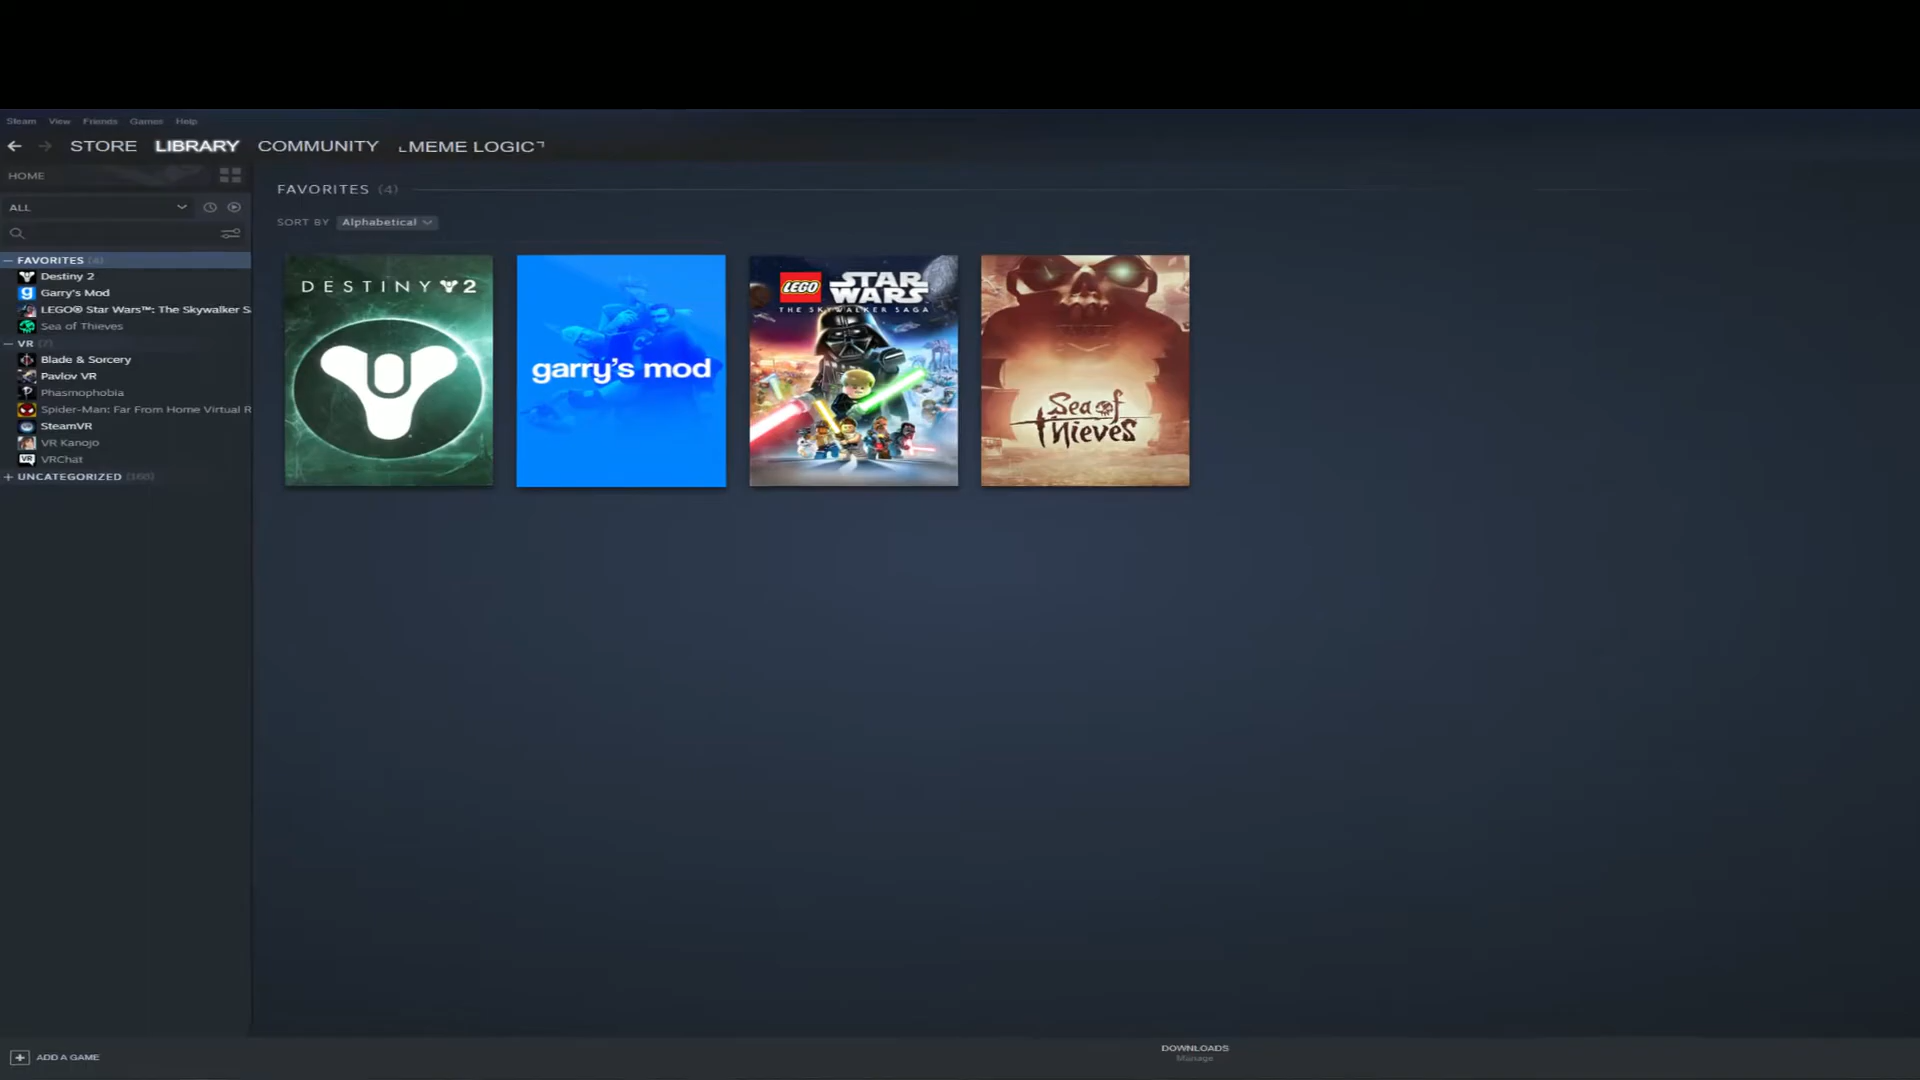 Steam View Friends Games Help
STORE LIBRARY COMMUNITY ⌞MEME LOGIC⌝
HOME
ALL
FAVORITES (4)
Destiny 2
Garry's Mod
LEGO® Star Wars™: The Skywalker S
Sea of Thieves
VR (7)
Blade & Sorcery
Pavlov VR
Phasmophobia
Spider-Man: Far From Home Virtual R
SteamVR
VR Kanojo
VRChat
UNCATEGORIZED (160)
ADD A GAME
FAVORITES (4)
SORT BY Alphabetical
DESTINY 2
garry's mod
LEGO STAR WARS
THE SKYWALKER SAGA
Sea of Thieves
DOWNLOADS
Manage